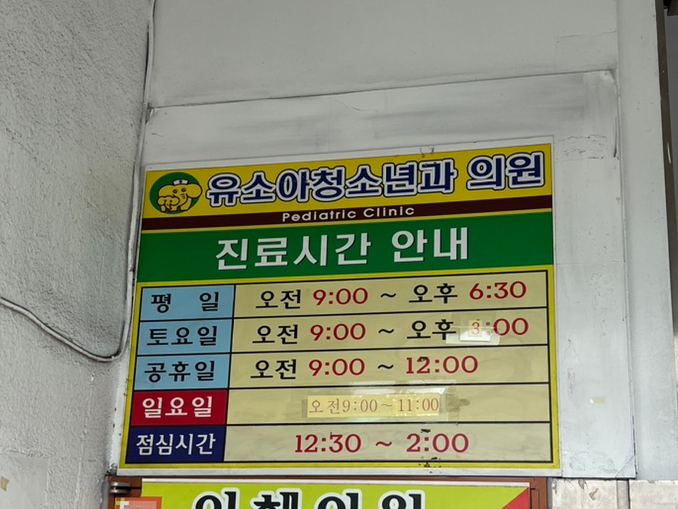 유소아청소년과 의원
Pediatric Clinic
진료시간 안내
평 일 오전 9:00 ~ 오후 6:30
토요일 오전 9:00 ~ 오후 3:00
공휴일 오전 9:00 ~ 12:00
일요일 오전9:00~11:00
점심시간 12:30 ~ 2:00